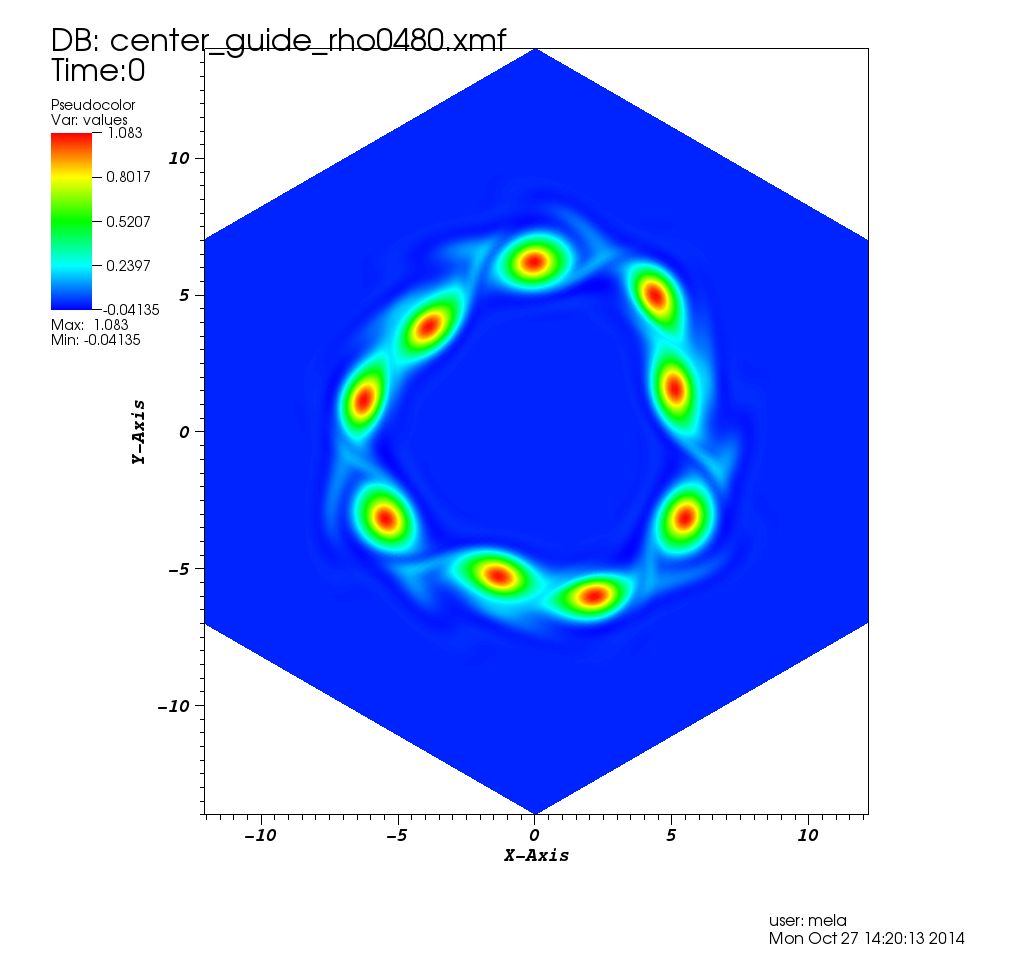 DB: center_guide_rho0480.xmf
Time:0
Pseudocolor
Var: values
1.083
0.8017
0.5207
0.2397
-0.04135
Max: 1.083
Min: -0.04135
10
5
0
-5
-10
Y-Axis
-10 -5 0 5 10
X-Axis
user: mela
Mon Oct 27 14:20:13 2014